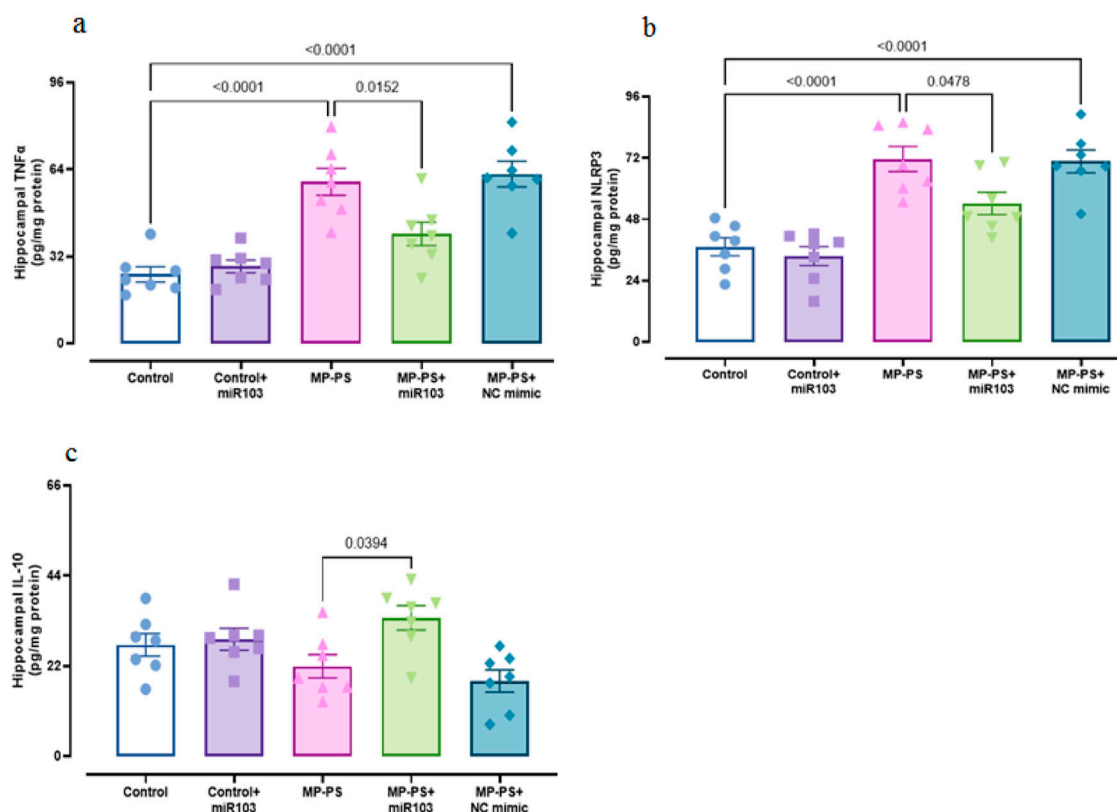 a
<0.0001
<0.0001
0.0152
96
64
32
0
Hippocampal TNFα
(pg/mg protein)
Control
Control+
miR103
MP-PS
MP-PS+
miR103
MP-PS+
NC mimic
b
<0.0001
<0.0001
0.0478
96
72
48
24
0
Hippocampal NLRP3
(pg/mg protein)
Control
Control+
miR103
MP-PS
MP-PS+
miR103
MP-PS+
NC mimic
c
0.0394
66
44
22
0
Hippocampal IL-10
(pg/mg protein)
Control
Control+
miR103
MP-PS
MP-PS+
miR103
MP-PS+
NC mimic